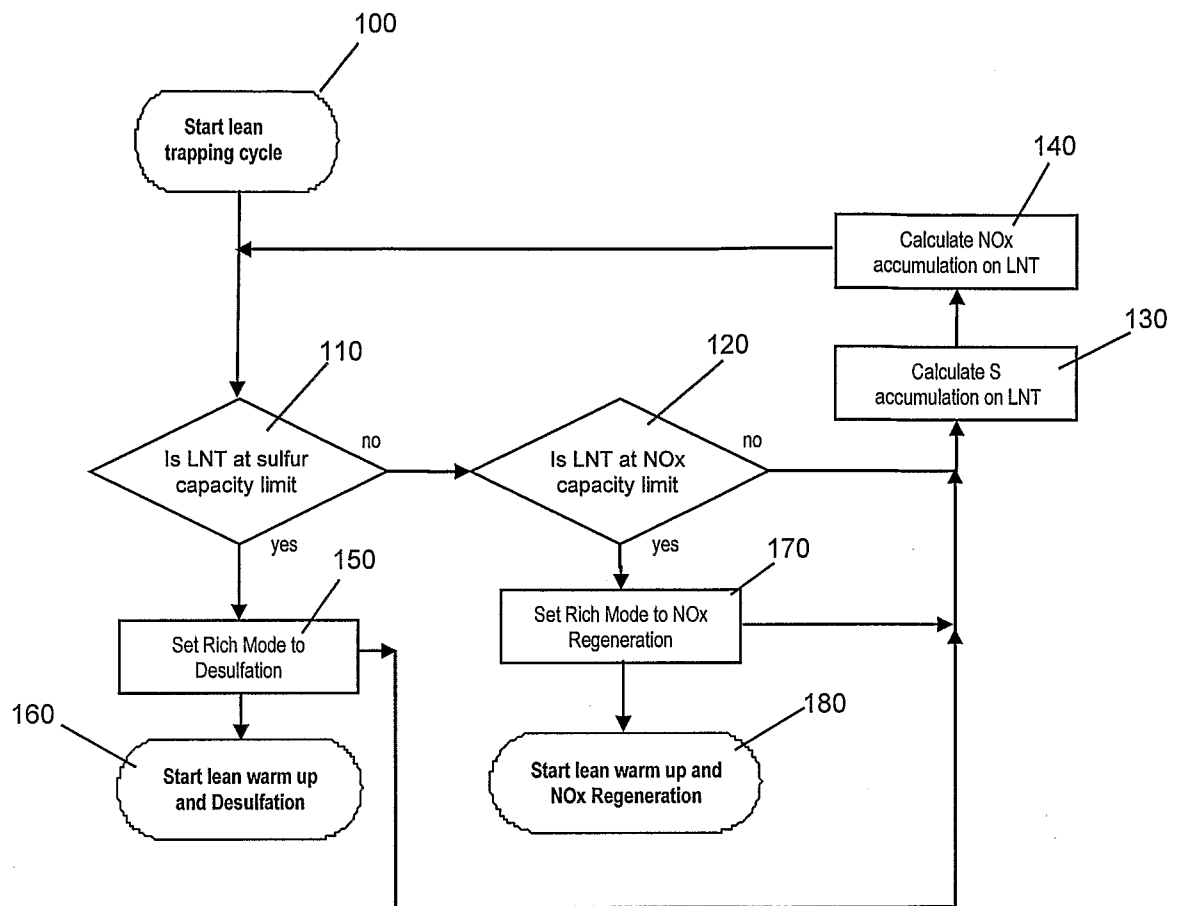 100
Start lean
trapping cycle
140
Calculate NOx
accumulation on LNT
130
Calculate S
accumulation on LNT
110
Is LNT at sulfur
capacity limit
no
yes
120
Is LNT at NOx
capacity limit
no
yes
150
Set Rich Mode to
Desulfation
170
Set Rich Mode to NOx
Regeneration
160
Start lean warm up
and Desulfation
180
Start lean warm up and
NOx Regeneration